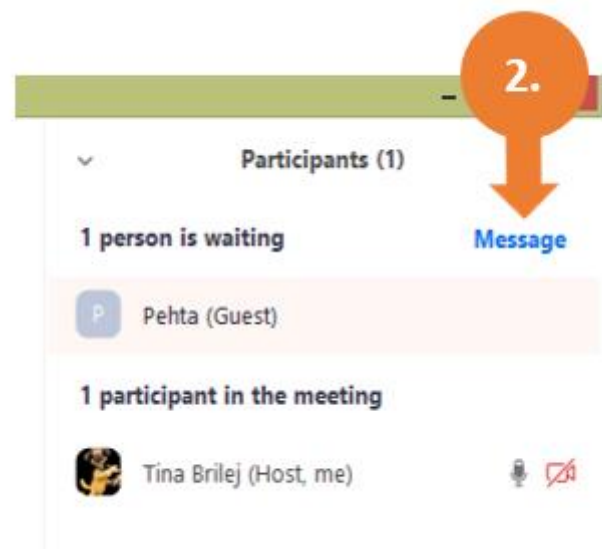 2.
Participants (1)
1 person is waiting Message
P Pehta (Guest)
1 participant in the meeting
Tina Brilej (Host, me)